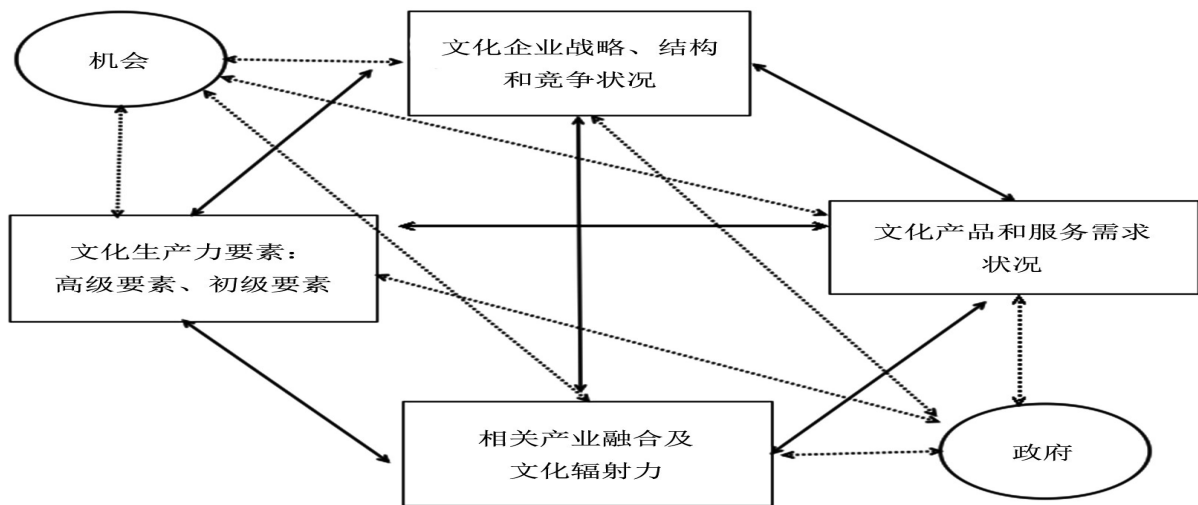 机会
文化企业战略、结构
和竞争状况
文化生产力要素：
高级要素、初级要素
文化产品和服务需求
状况
相关产业融合及
文化辐射力
政府